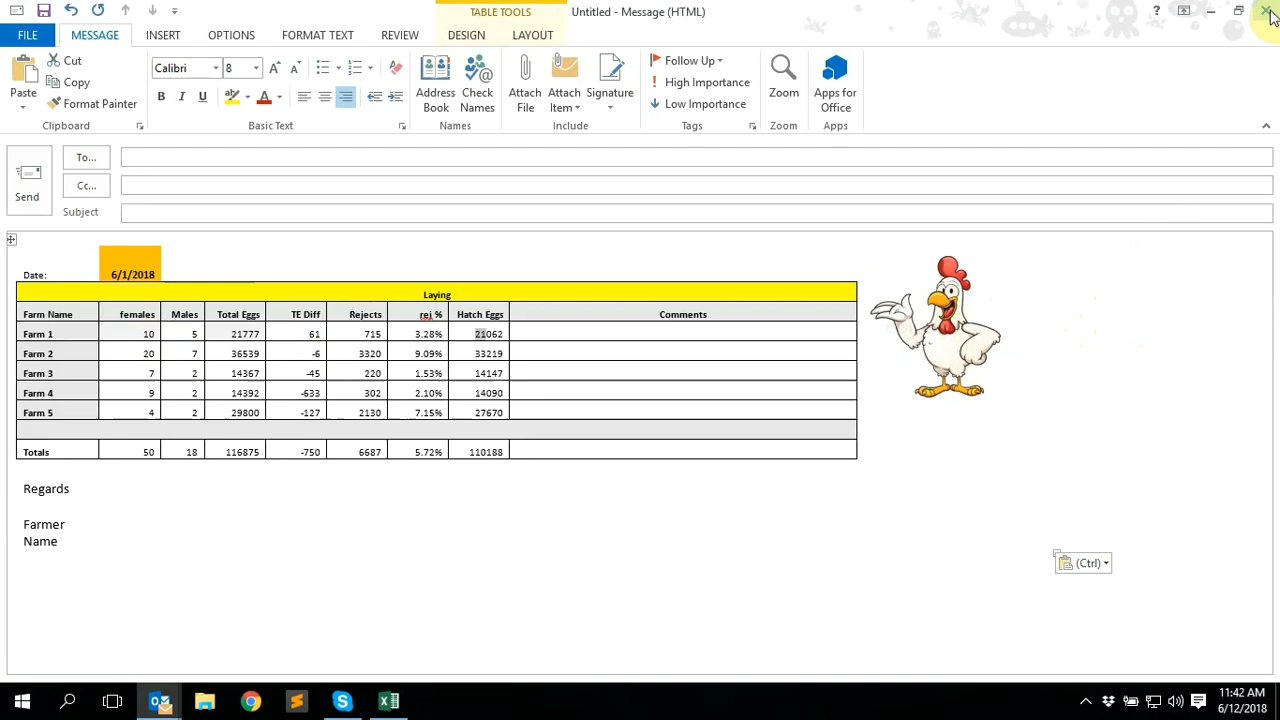 TABLE TOOLS Untitled - Message (HTML) ?
FILE MESSAGE INSERT OPTIONS FORMAT TEXT REVIEW DESIGN LAYOUT
Paste Cut Copy Format Painter
Clipboard
Calibri 8
B I U A
Basic Text
Address Book Check Names
Names
Attach File Attach Item Signature
Include
Follow Up
High Importance
Low Importance
Tags
Zoom
Zoom
Apps for Office
Apps
Send
To...
Cc...
Subject
Date: 6/1/2018
Laying
Farm Name females Males Total Eggs TE Diff Rejects rej % Hatch Eggs Comments
Farm 1 10 5 21777 61 715 3.28% 21062
Farm 2 20 7 36539 -6 3320 9.09% 33219
Farm 3 7 2 14367 -45 220 1.53% 14147
Farm 4 9 2 14392 -633 302 2.10% 14090
Farm 5 4 2 29800 -127 2130 7.15% 27670
Totals 50 18 116875 -750 6687 5.72% 110188
Regards
Farmer
Name
(Ctrl)
11:42 AM
6/12/2018